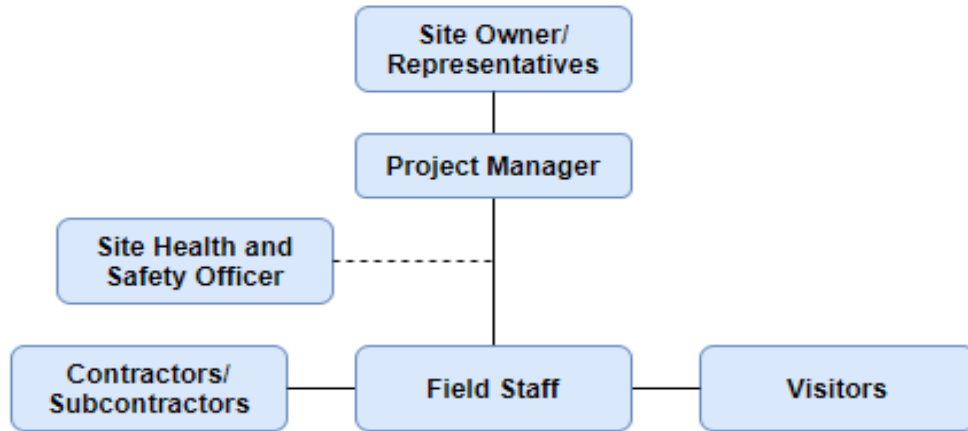 Site Owner/
Representatives
Project Manager
Site Health and
Safety Officer
Contractors/
Subcontractors
Field Staff
Visitors